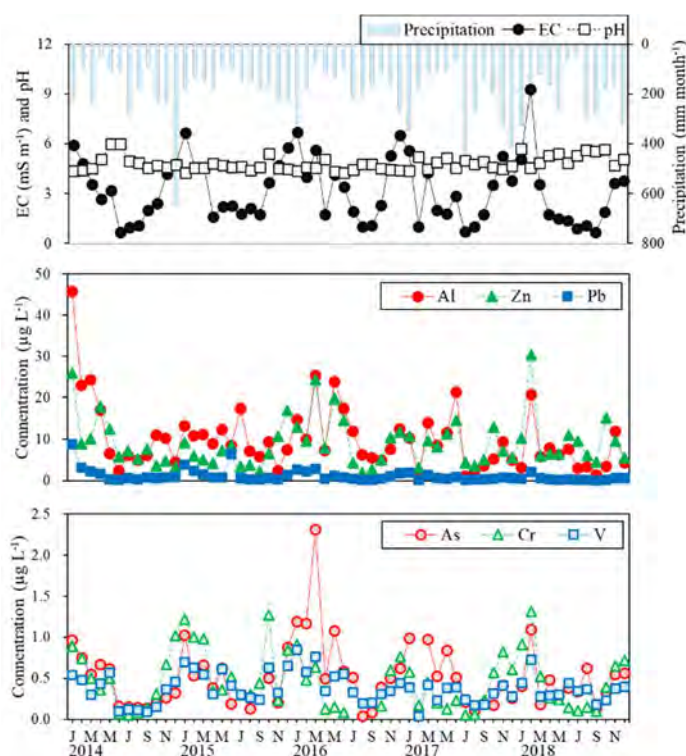 Precipitation EC pH
EC (mS m⁻¹) and pH
Precipitation (mm month⁻¹)
12
9
6
3
0
0
200
400
600
800
Al Zn Pb
Concentration (µg L⁻¹)
50
40
30
20
10
0
As Cr V
Concentration (µg L⁻¹)
2.5
2.0
1.5
1.0
0.5
0.0
J M M J S N J M M J S N J M M J S N J M M J S N J M M J S N
2014 2015 2016 2017 2018